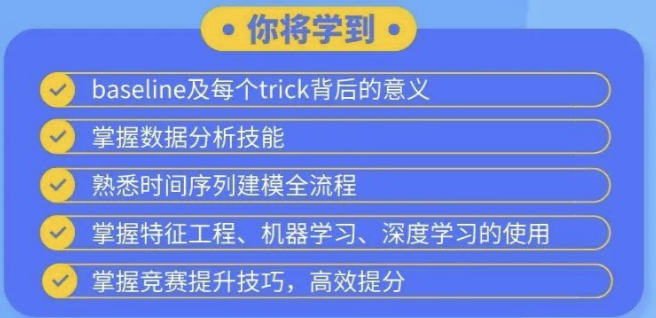 你将学到
baseline及每个trick背后的意义
掌握数据分析技能
熟悉时间序列建模全流程
掌握特征工程、机器学习、深度学习的使用
掌握竞赛提升技巧，高效提分